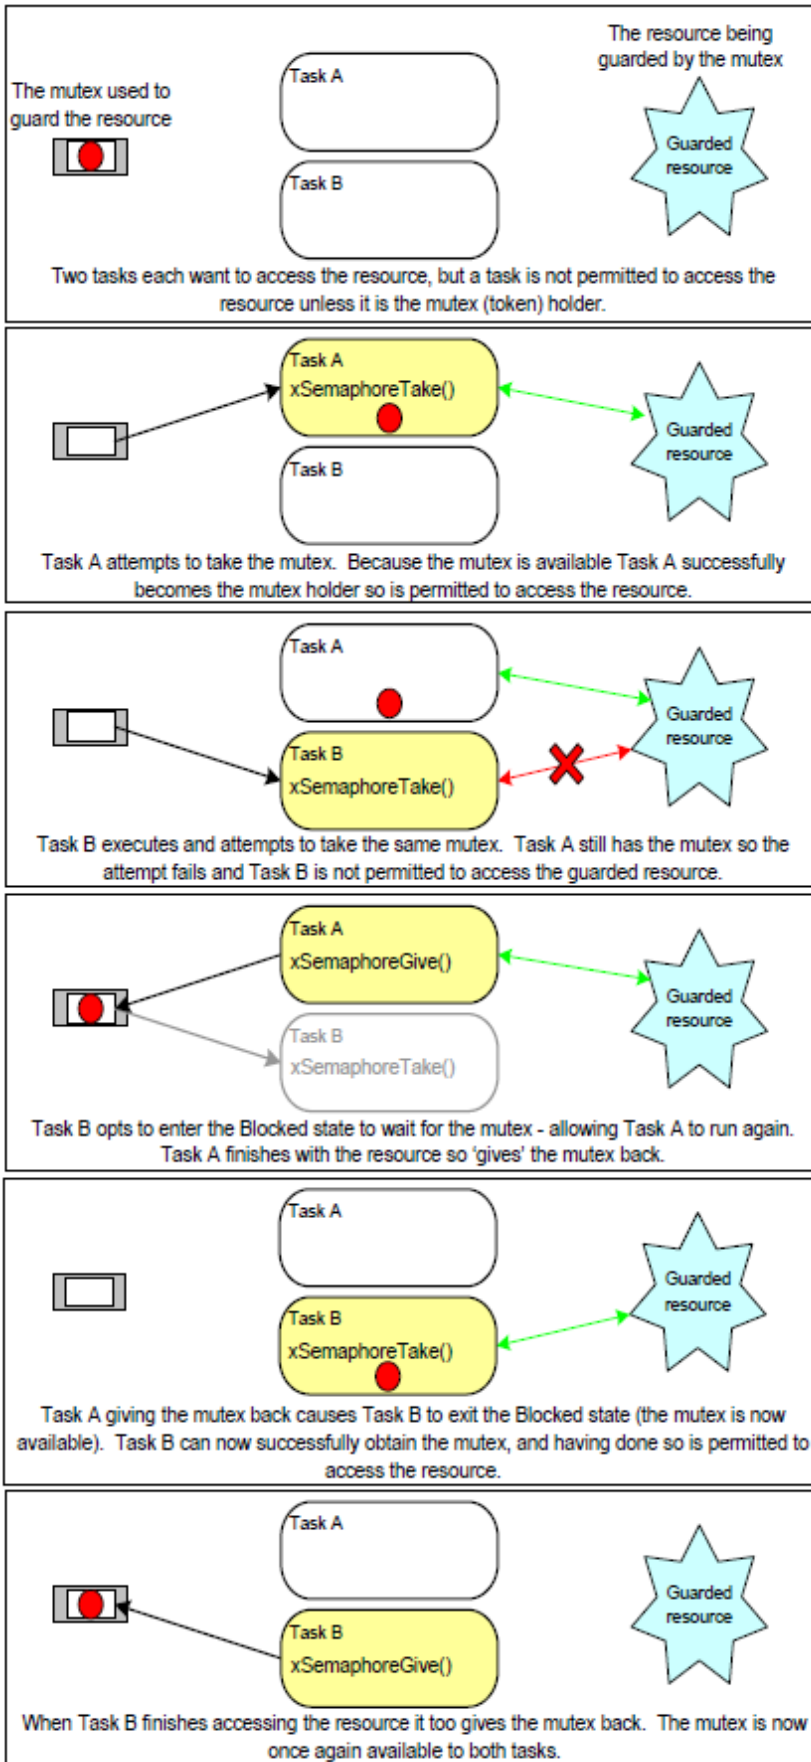 The resource being
guarded by the mutex
Task A
The mutex used to
guard the resource
Guarded
resource
Task B
Two tasks each want to access the resource, but a task is not permitted to access the
resource unless it is the mutex (token) holder.
Task A
xSemaphoreTake()
Guarded
resource
Task B
Task A attempts to take the mutex. Because the mutex is available Task A successfully
becomes the mutex holder so is permitted to access the resource.
Task A
Guarded
resource
Task B
xSemaphoreTake()
Task B executes and attempts to take the same mutex. Task A still has the mutex so the
attempt fails and Task B is not permitted to access the guarded resource.
Task A
xSemaphoreGive()
Guarded
resource
Task B
xSemaphoreTake()
Task B opts to enter the Blocked state to wait for the mutex - allowing Task A to run again.
Task A finishes with the resource so ‘gives’ the mutex back.
Task A
Guarded
resource
Task B
xSemaphoreTake()
Task A giving the mutex back causes Task B to exit the Blocked state (the mutex is now
available). Task B can now successfully obtain the mutex, and having done so is permitted to
access the resource.
Task A
Guarded
resource
Task B
xSemaphoreGive()
When Task B finishes accessing the resource it too gives the mutex back. The mutex is now
once again available to both tasks.